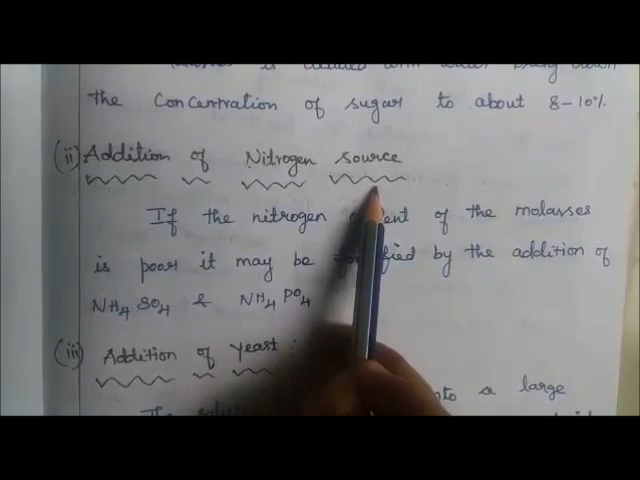 the concentration of sugar to about 8-10%.
(ii) Addition of Nitrogen source
If the nitrogen of the molasses
is poor it may be by the addition of
NH4 SO4 & NH4 PO4
(iii) Addition of yeast
a large